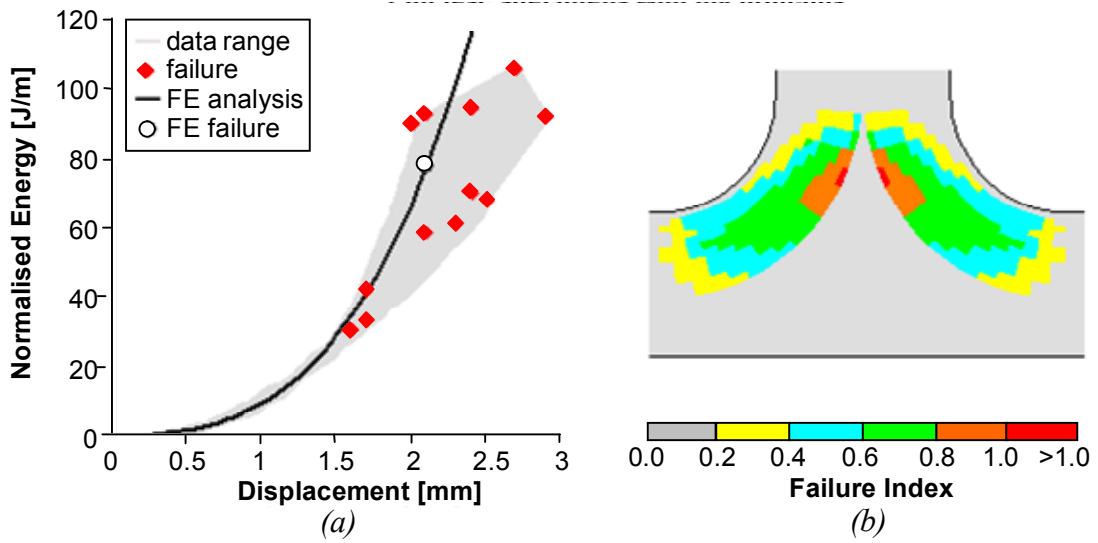 120
100
80
60
40
20
0
Normalised Energy [J/m]
data range
failure
FE analysis
FE failure
0 0.5 1 1.5 2 2.5 3
Displacement [mm]
(a)
0.0 0.2 0.4 0.6 0.8 1.0 >1.0
Failure Index
(b)